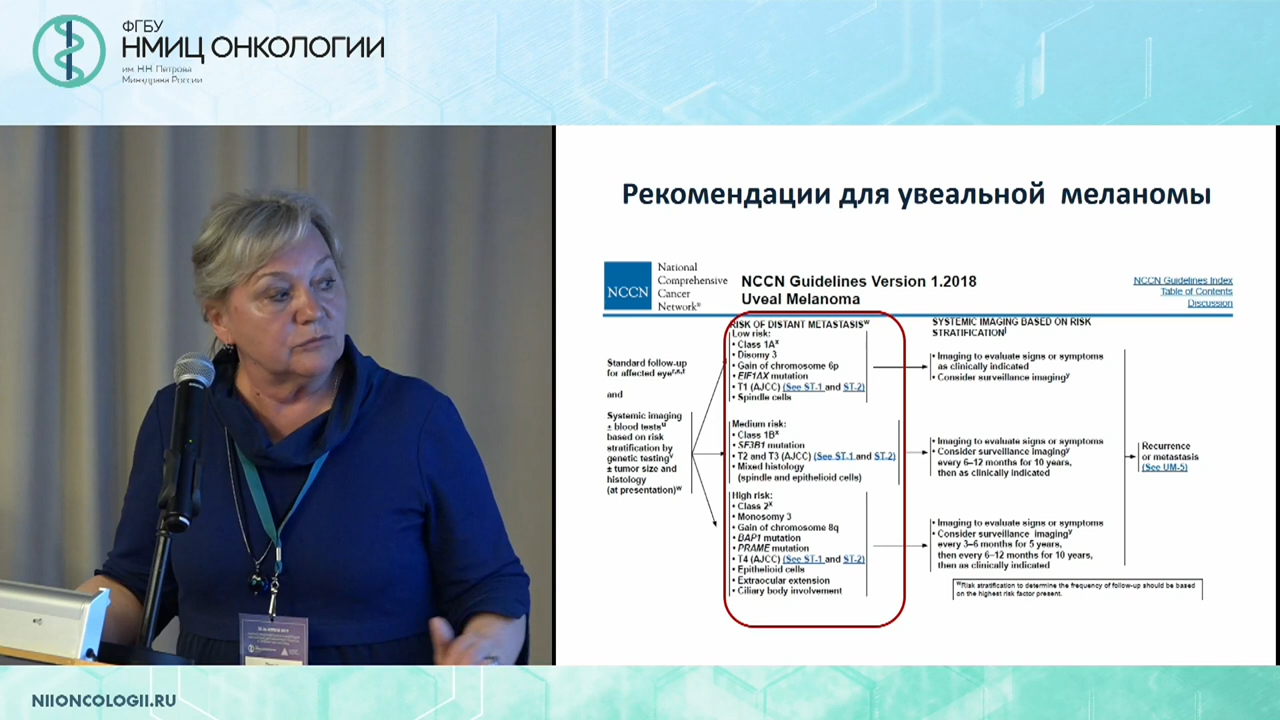 ФГБУ
НМИЦ ОНКОЛОГИИ
им. Н.Н. Петрова
Минздрава России
Рекомендации для увеальной меланомы
NCCN
National
Comprehensive
Cancer
Network®
NCCN Guidelines Version 1.2018
Uveal Melanoma
NCCN Guidelines Index
Table of Contents
Discussion
Standard follow-up
for affected eye
and
Systemic imaging
± blood testsᵘ
based on risk
stratification by
genetic testingᵛ
± tumor size and
histology
(at presentation)ʷ
RISK OF DISTANT METASTASISʷ
Low risk:
• Class 1Aˣ
• Disomy 3
• Gain of chromosome 6p
• EIF1AX mutation
• T1 (AJCC) (See ST-1 and ST-2)
• Spindle cells
Medium risk:
• Class 1Bˣ
• SF3B1 mutation
• T2 and T3 (AJCC) (See ST-1 and ST-2)
• Mixed histology
(spindle and epithelioid cells)
High risk:
• Class 2ˣ
• Monosomy 3
• Gain of chromosome 8q
• BAP1 mutation
• PRAME mutation
• T4 (AJCC) (See ST-1 and ST-2)
• Epithelioid cells
• Extraocular extension
• Ciliary body involvement
SYSTEMIC IMAGING BASED ON RISK
STRATIFICATION
• Imaging to evaluate signs or symptoms
as clinically indicated
• Consider surveillance imagingʸ
• Imaging to evaluate signs or symptoms
• Consider surveillance imagingʸ
every 6–12 months for 10 years,
then as clinically indicated
• Imaging to evaluate signs or symptoms
• Consider surveillance imagingʸ
every 3–6 months for 5 years,
then every 6–12 months for 10 years,
then as clinically indicated
Recurrence
or metastasis
(See UM-5)
ʷRisk stratification to determine the frequency of follow-up should be based
on the highest risk factor present.
NIIONCOLOGII.RU